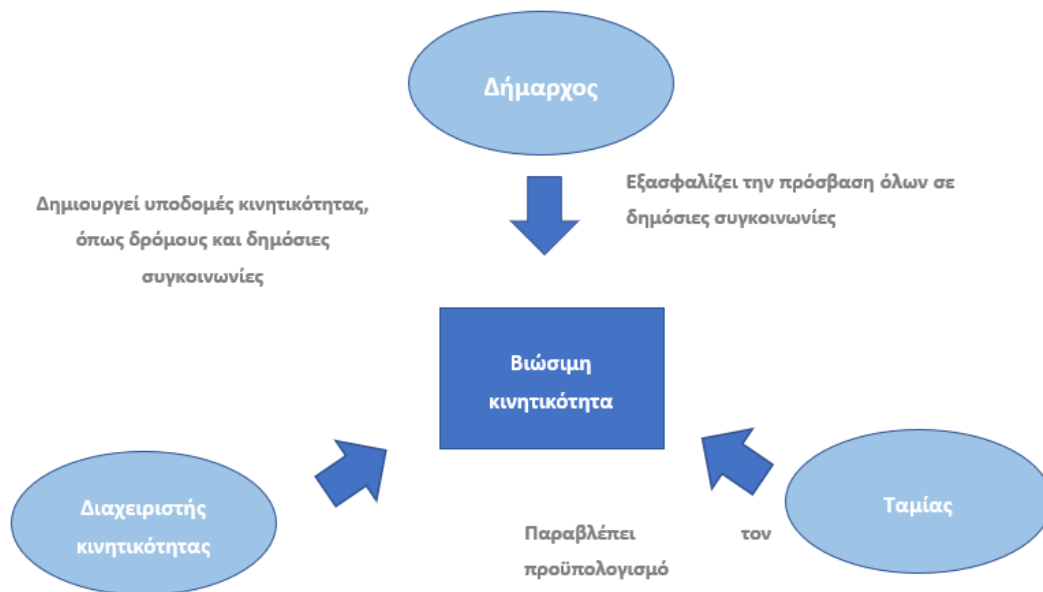 Δήμαρχος
Εξασφαλίζει την πρόσβαση όλων σε
δημόσιες συγκοινωνίες
Δημιουργεί υποδομές κινητικότητας,
όπως δρόμους και δημόσιες
συγκοινωνίες
Βιώσιμη
κινητικότητα
Διαχειριστής
κινητικότητας
Ταμίας
Παραβλέπει τον
προϋπολογισμό